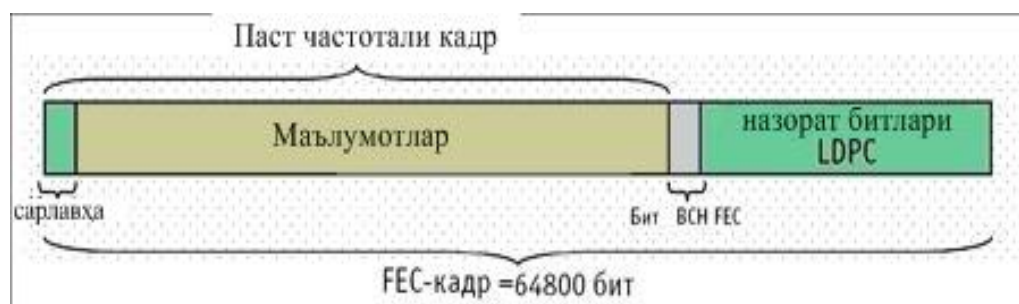 Паст частотали кадр
Маълумотлар
назорат битлари
LDPC
сарлавҳа
Бит BCH FEC
FEC-кадр =64800 бит